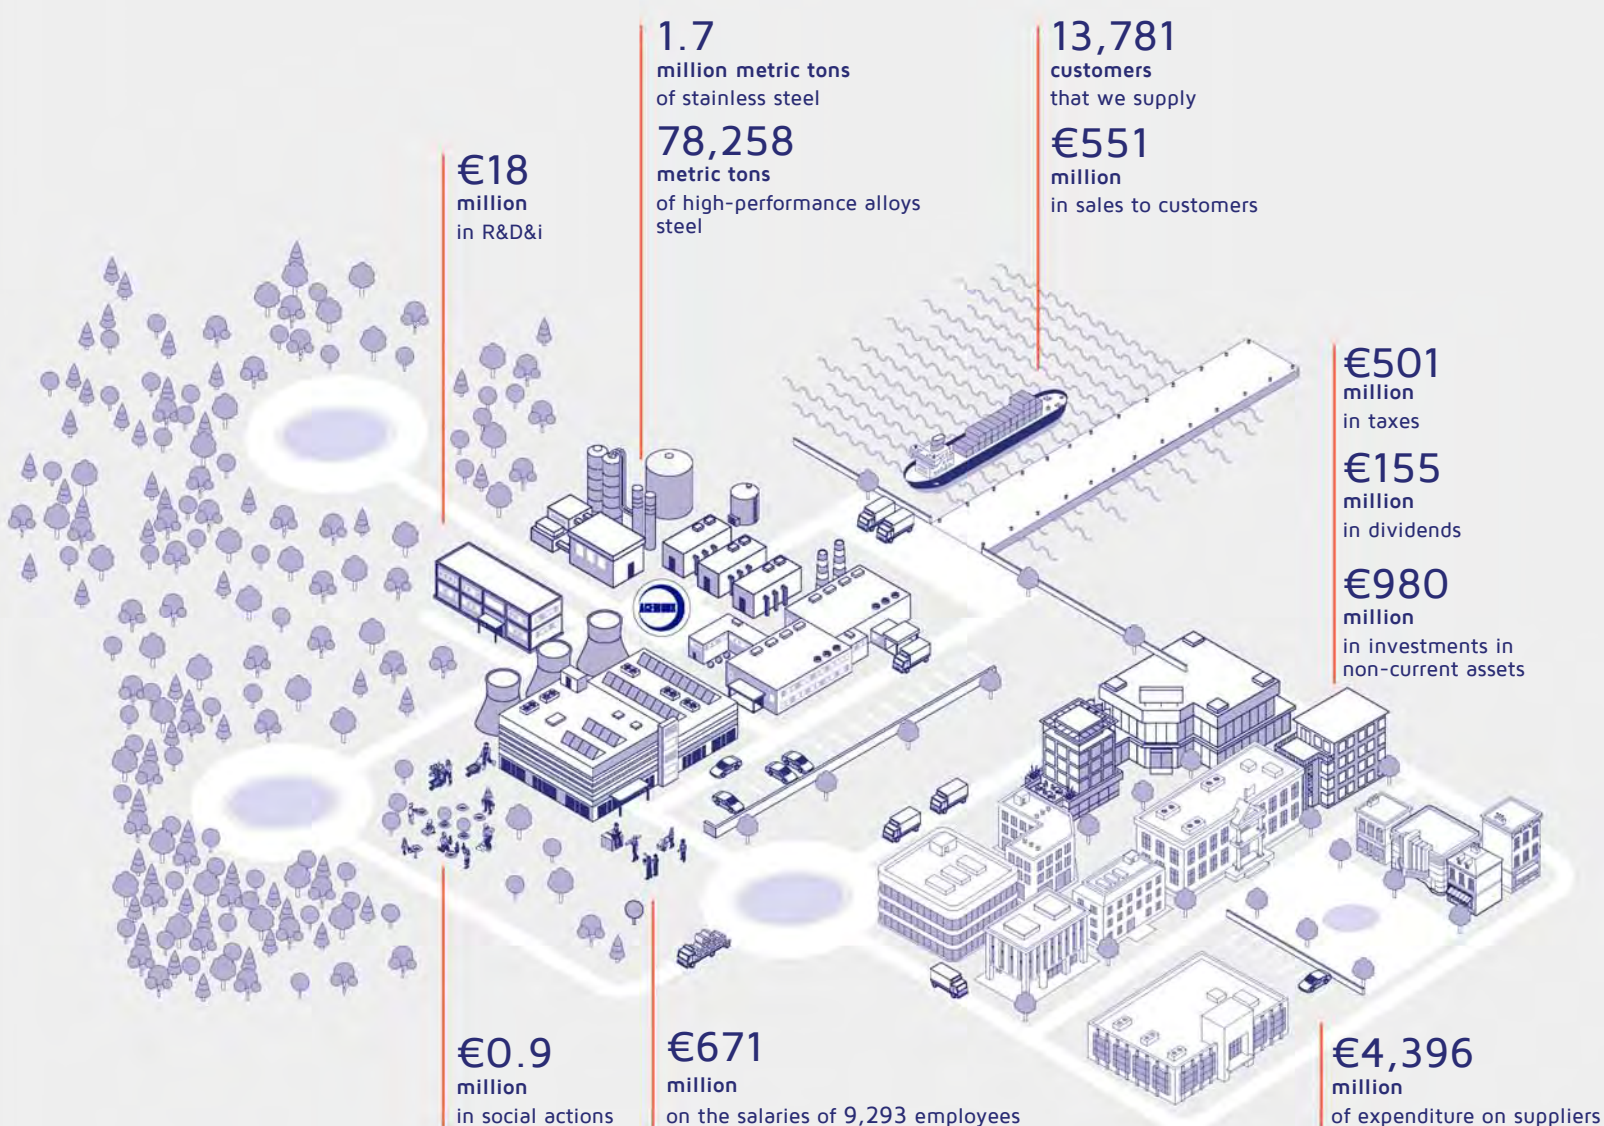 1.7
million metric tons
of stainless steel
78,258
metric tons
of high-performance alloys
steel
13,781
customers
that we supply
€551
million
in sales to customers
€18
million
in R&D&i
€501
million
in taxes
€155
million
in dividends
€980
million
in investments in
non-current assets
€0.9
million
in social actions
€671
million
on the salaries of 9,293 employees
€4,396
million
of expenditure on suppliers